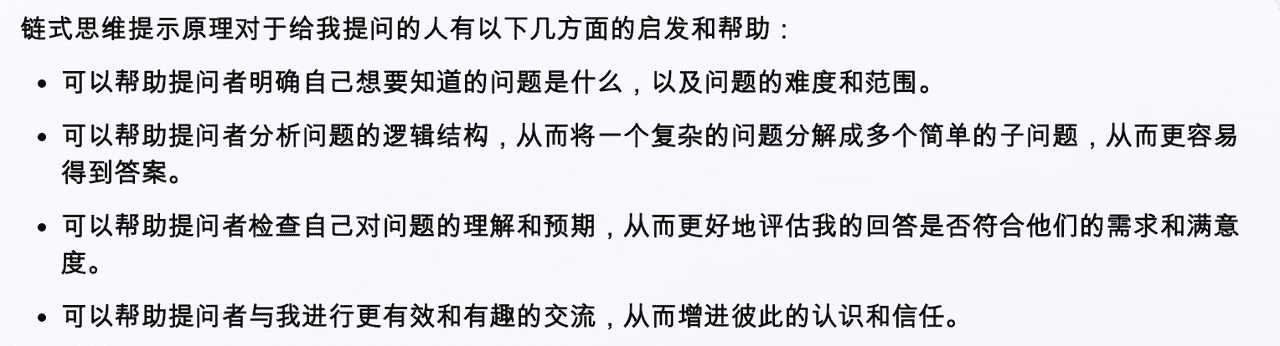 链式思维提示原理对于给我提问的人有以下几方面的启发和帮助：
• 可以帮助提问者明确自己想要知道的问题是什么，以及问题的难度和范围。
• 可以帮助提问者分析问题的逻辑结构，从而将一个复杂的问题分解成多个简单的子问题，从而更容易
得到答案。
• 可以帮助提问者检查自己对问题的理解和预期，从而更好地评估我的回答是否符合他们的需求和满意
度。
• 可以帮助提问者与我进行更有效和有趣的交流，从而增进彼此的认识和信任。